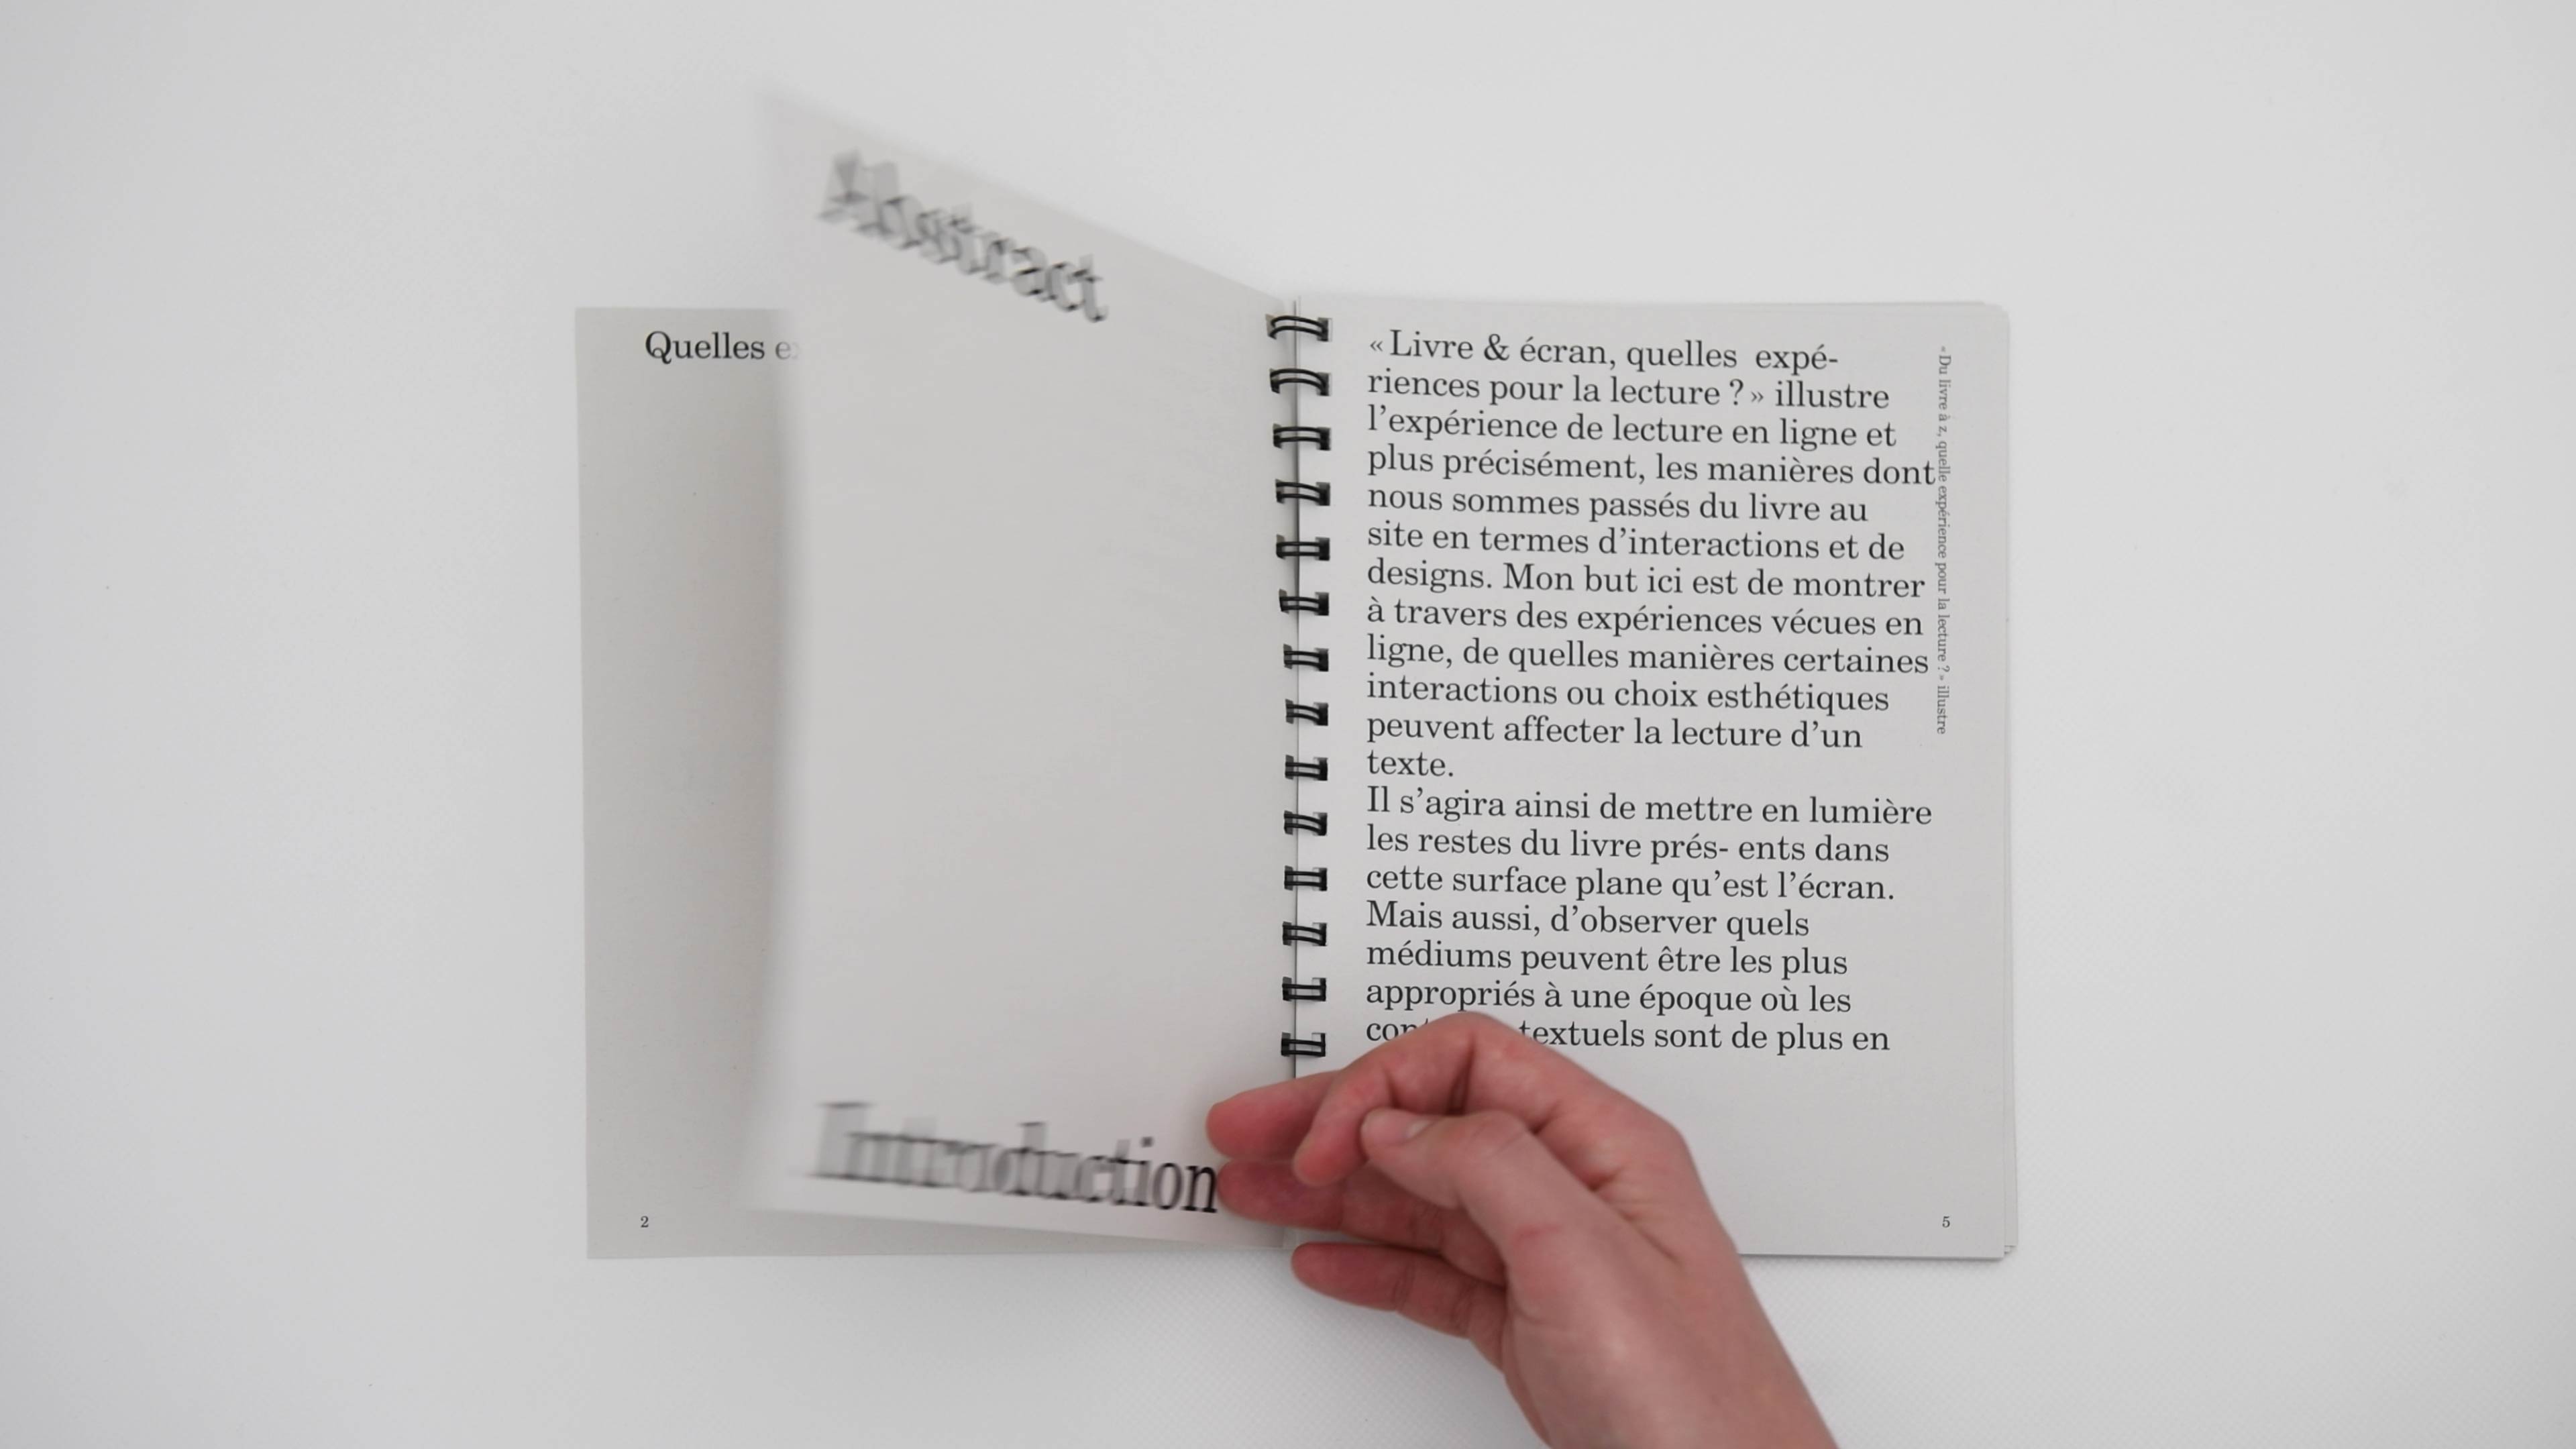 Quelles
2
Introduction
« Livre & écran, quelles expé-
riences pour la lecture ? » illustre
l’expérience de lecture en ligne et
plus précisément, les manières dont
nous sommes passés du livre au
site en termes d’interactions et de
designs. Mon but ici est de montrer
à travers des expériences vécues en
ligne, de quelles manières certaines
interactions ou choix esthétiques
peuvent affecter la lecture d’un
texte.
Il s’agira ainsi de mettre en lumière
les restes du livre prés- ents dans
cette surface plane qu’est l’écran.
Mais aussi, d’observer quels
médiums peuvent être les plus
appropriés à une époque où les
textuels sont de plus en
« Du livre à z, quelle expérience pour la lecture ? » illustre
5